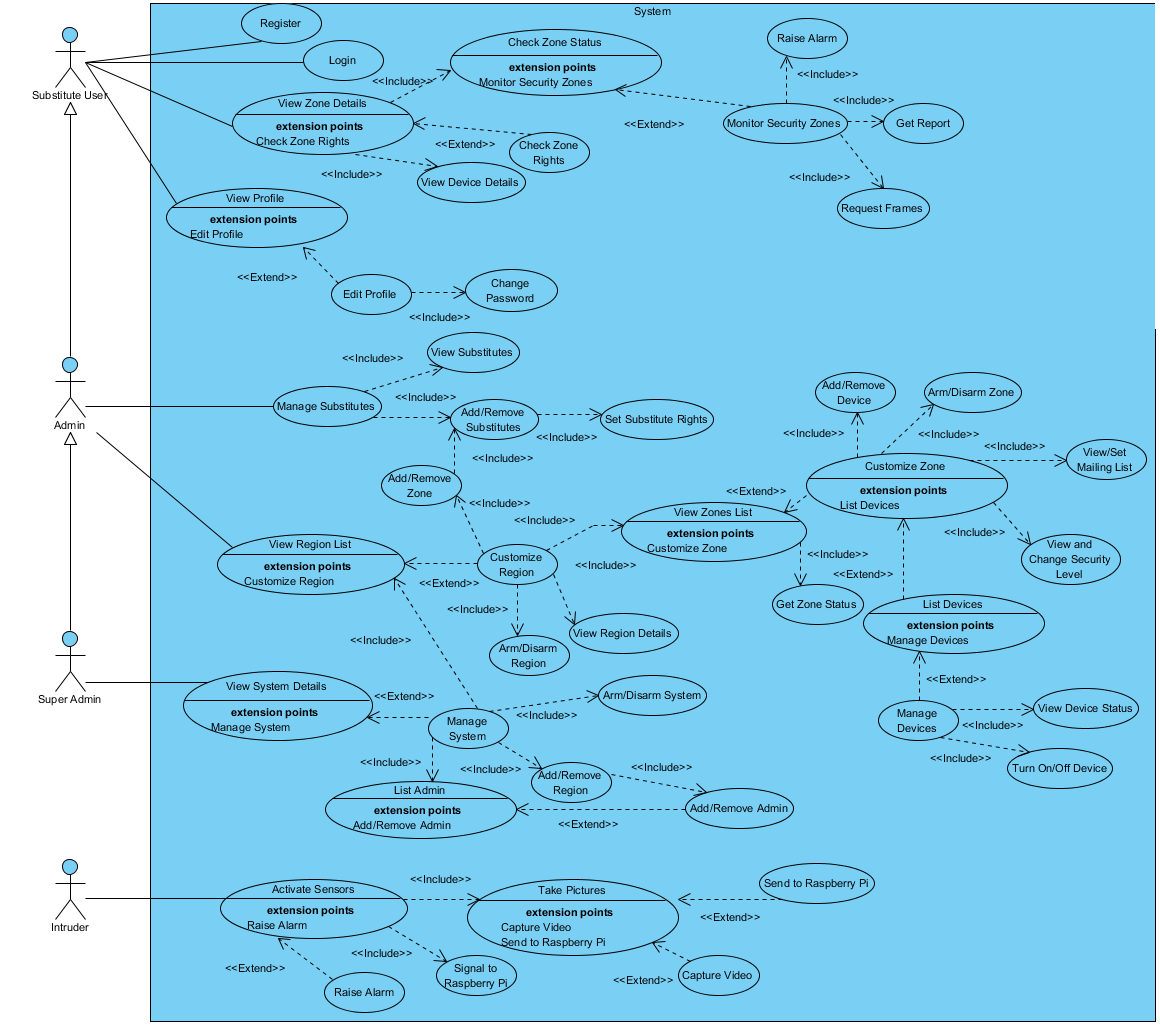 System
Register
Login
Substitute User
Check Zone Status
extension points
Monitor Security Zones
Raise Alarm
<<Include>>
<<Include>>
View Zone Details
extension points
Check Zone Rights
<<Include>>
Monitor Security Zones
Get Report
<<Extend>>
<<Extend>>
Check Zone
Rights
<<Include>>
View Device Details
<<Include>>
Request Frames
View Profile
extension points
Edit Profile
<<Extend>>
Edit Profile
Change
Password
<<Include>>
View Substitutes
<<Include>>
Admin
Manage Substitutes
<<Include>>
Add/Remove
Substitutes
Set Substitute Rights
<<Include>>
Add/Remove
Device
Arm/Disarm Zone
<<Include>>
<<Include>>
<<Include>>
View/Set
Mailing List
<<Include>>
Add/Remove
Zone
<<Include>>
Customize Zone
extension points
List Devices
<<Extend>>
View Zones List
extension points
Customize Zone
<<Include>>
<<Include>>
View and
Change Security
Level
View Region List
extension points
Customize Region
<<Extend>>
Customize
Region
<<Include>>
<<Include>>
<<Extend>>
Get Zone Status
List Devices
extension points
Manage Devices
<<Include>>
View Region Details
<<Include>>
Arm/Disarm
Region
Super Admin
View System Details
extension points
Manage System
<<Extend>>
Manage
System
<<Include>>
Arm/Disarm System
<<Extend>>
Manage
Devices
<<Include>>
View Device Status
<<Include>>
Turn On/Off Device
<<Include>>
<<Include>>
Add/Remove
Region
<<Include>>
List Admin
extension points
Add/Remove Admin
<<Extend>>
Add/Remove Admin
Intruder
Activate Sensors
extension points
Raise Alarm
<<Include>>
Take Pictures
extension points
Capture Video
Send to Raspberry Pi
Send to Raspberry Pi
<<Extend>>
<<Extend>>
Raise Alarm
<<Include>>
Signal to
Raspberry Pi
<<Extend>>
Capture Video